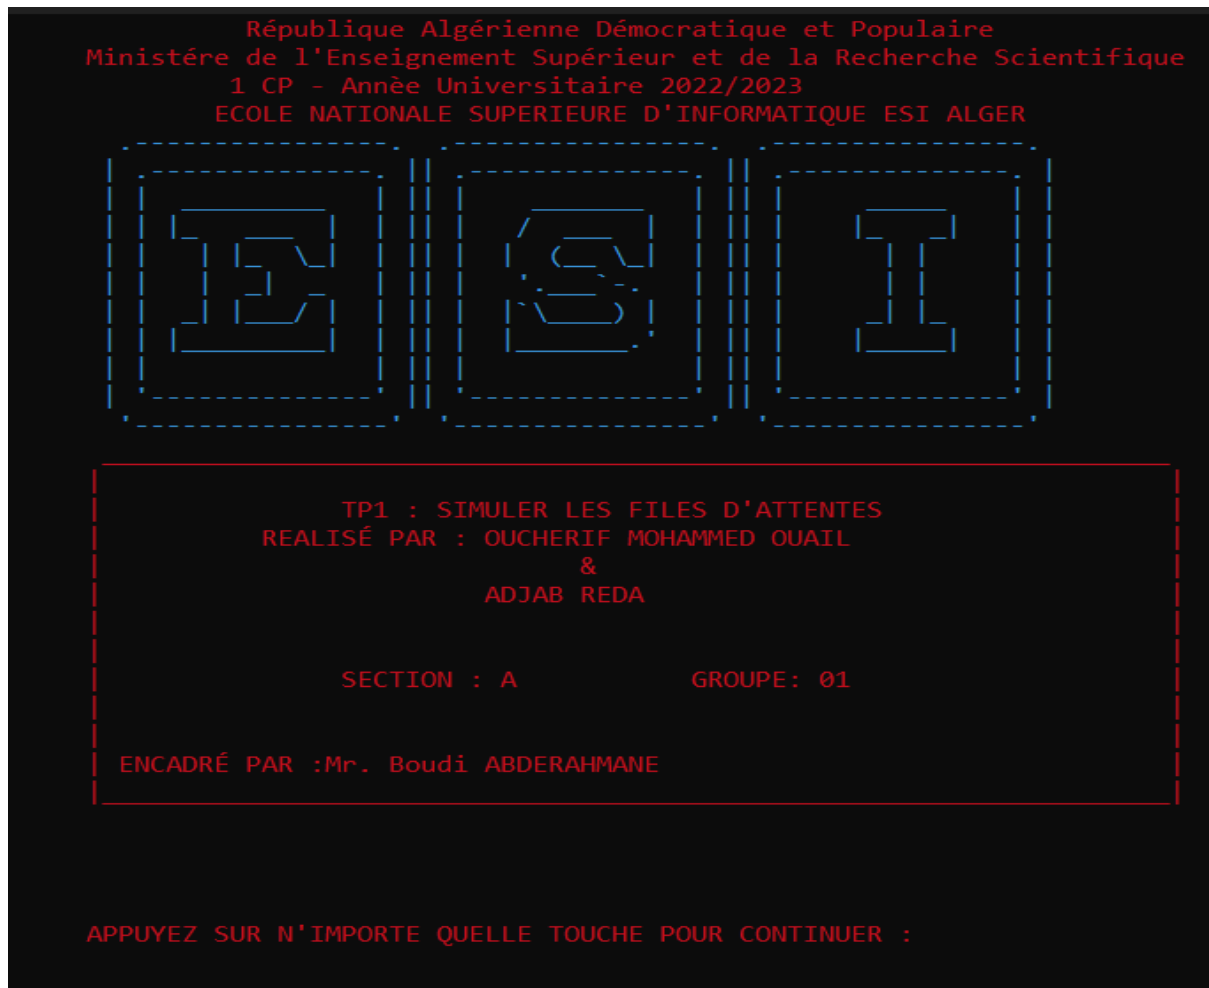 République Algérienne Démocratique et Populaire
Ministére de l'Enseignement Supérieur et de la Recherche Scientifique
1 CP - Annèe Universitaire 2022/2023
ECOLE NATIONALE SUPERIEURE D'INFORMATIQUE ESI ALGER
ESI
TP1 : SIMULER LES FILES D'ATTENTES
REALISÉ PAR : OUCHERIF MOHAMMED OUAIL
&
ADJAB REDA
SECTION : A GROUPE: 01
ENCADRÉ PAR :Mr. Boudi ABDERAHMANE
APPUYEZ SUR N'IMPORTE QUELLE TOUCHE POUR CONTINUER :